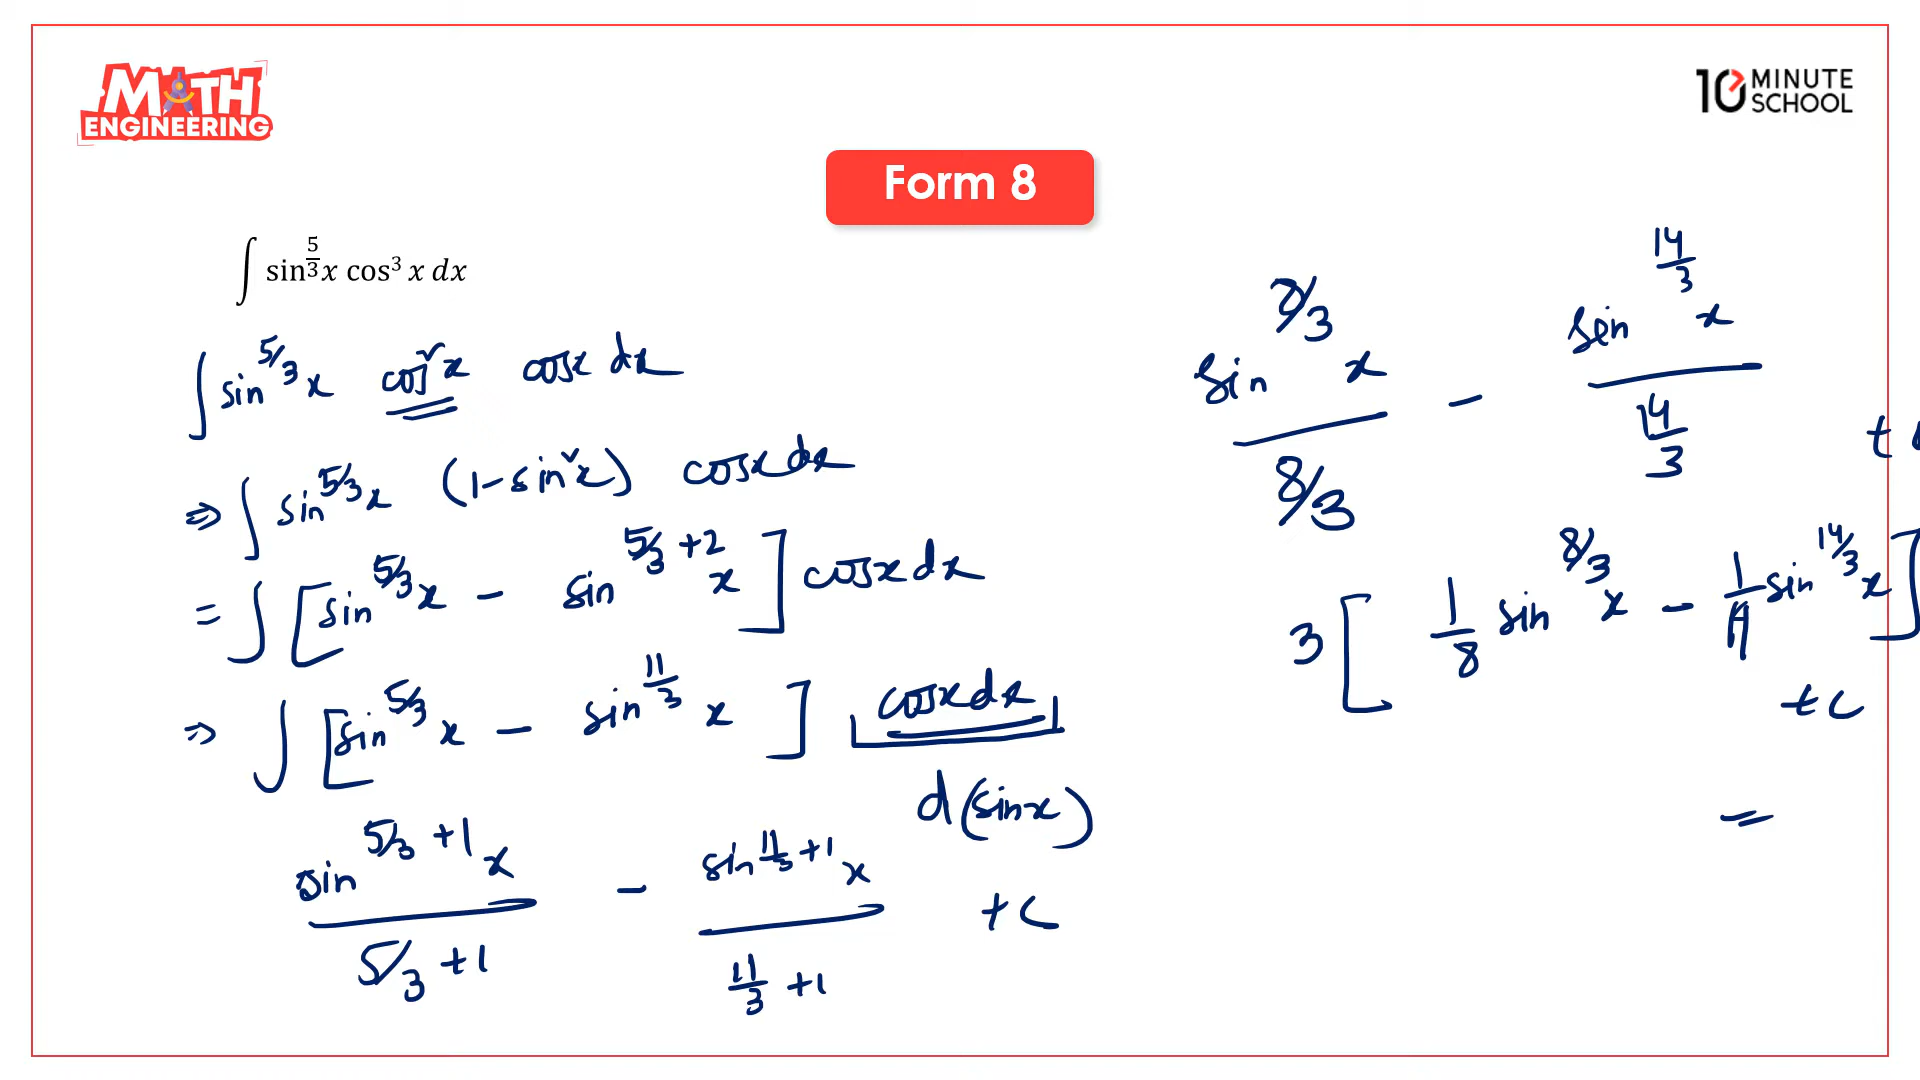 MATH
ENGINEERING
10 MINUTE
SCHOOL
Form 8
∫ sin^(5/3) x cos³ x dx
∫ sin^(5/3) x cos²x cosx dx
⇒ ∫ sin^(5/3) x (1 - sin²x) cosx dx
= ∫ [sin^(5/3) x - sin^(5/3 + 2) x] cosx dx
⇒ ∫ [sin^(5/3) x - sin^(11/3) x] cosx dx
d(sinx)
sin^(5/3 + 1) x / (5/3 + 1) - sin^(11/3 + 1) x / (11/3 + 1) + c
sin^(8/3) x / (8/3) - sin^(14/3) x / (14/3) +
3 [1/8 sin^(8/3) x - 1/14 sin^(14/3) x]
+ c